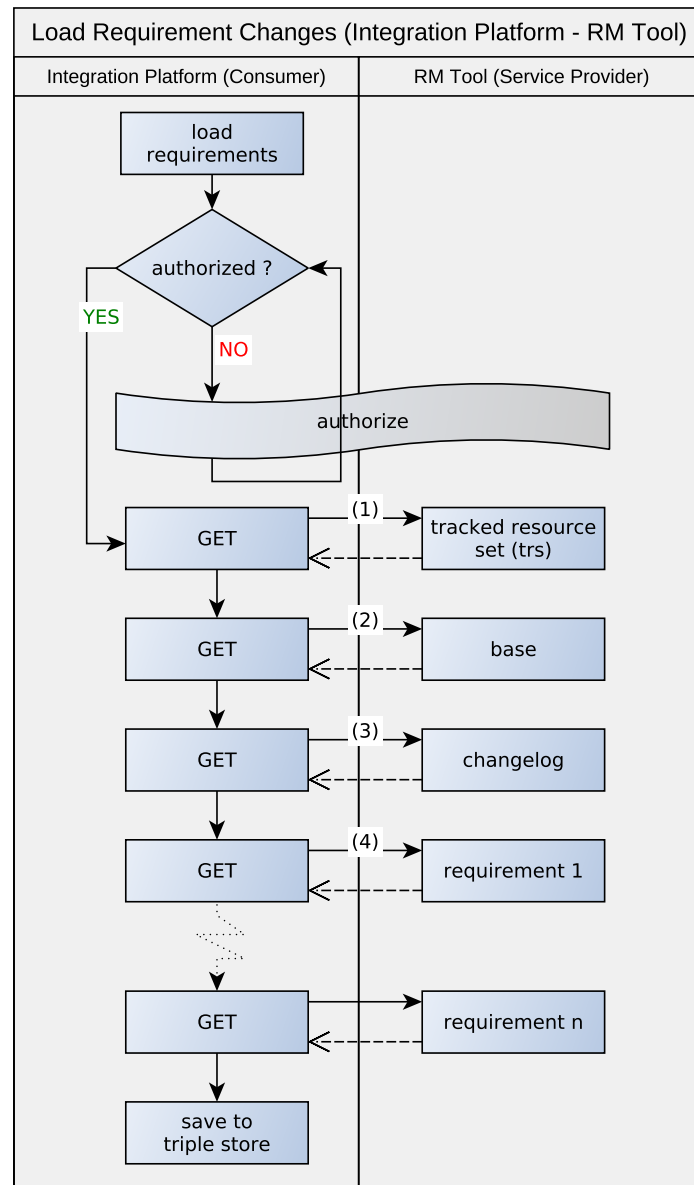 Load Requirement Changes (Integration Platform - RM Tool)
Integration Platform (Consumer)
RM Tool (Service Provider)
load
requirements
authorized ?
YES
NO
authorize
GET
(1)
tracked resource
set (trs)
GET
(2)
base
GET
(3)
changelog
GET
(4)
requirement 1
GET
requirement n
save to
triple store